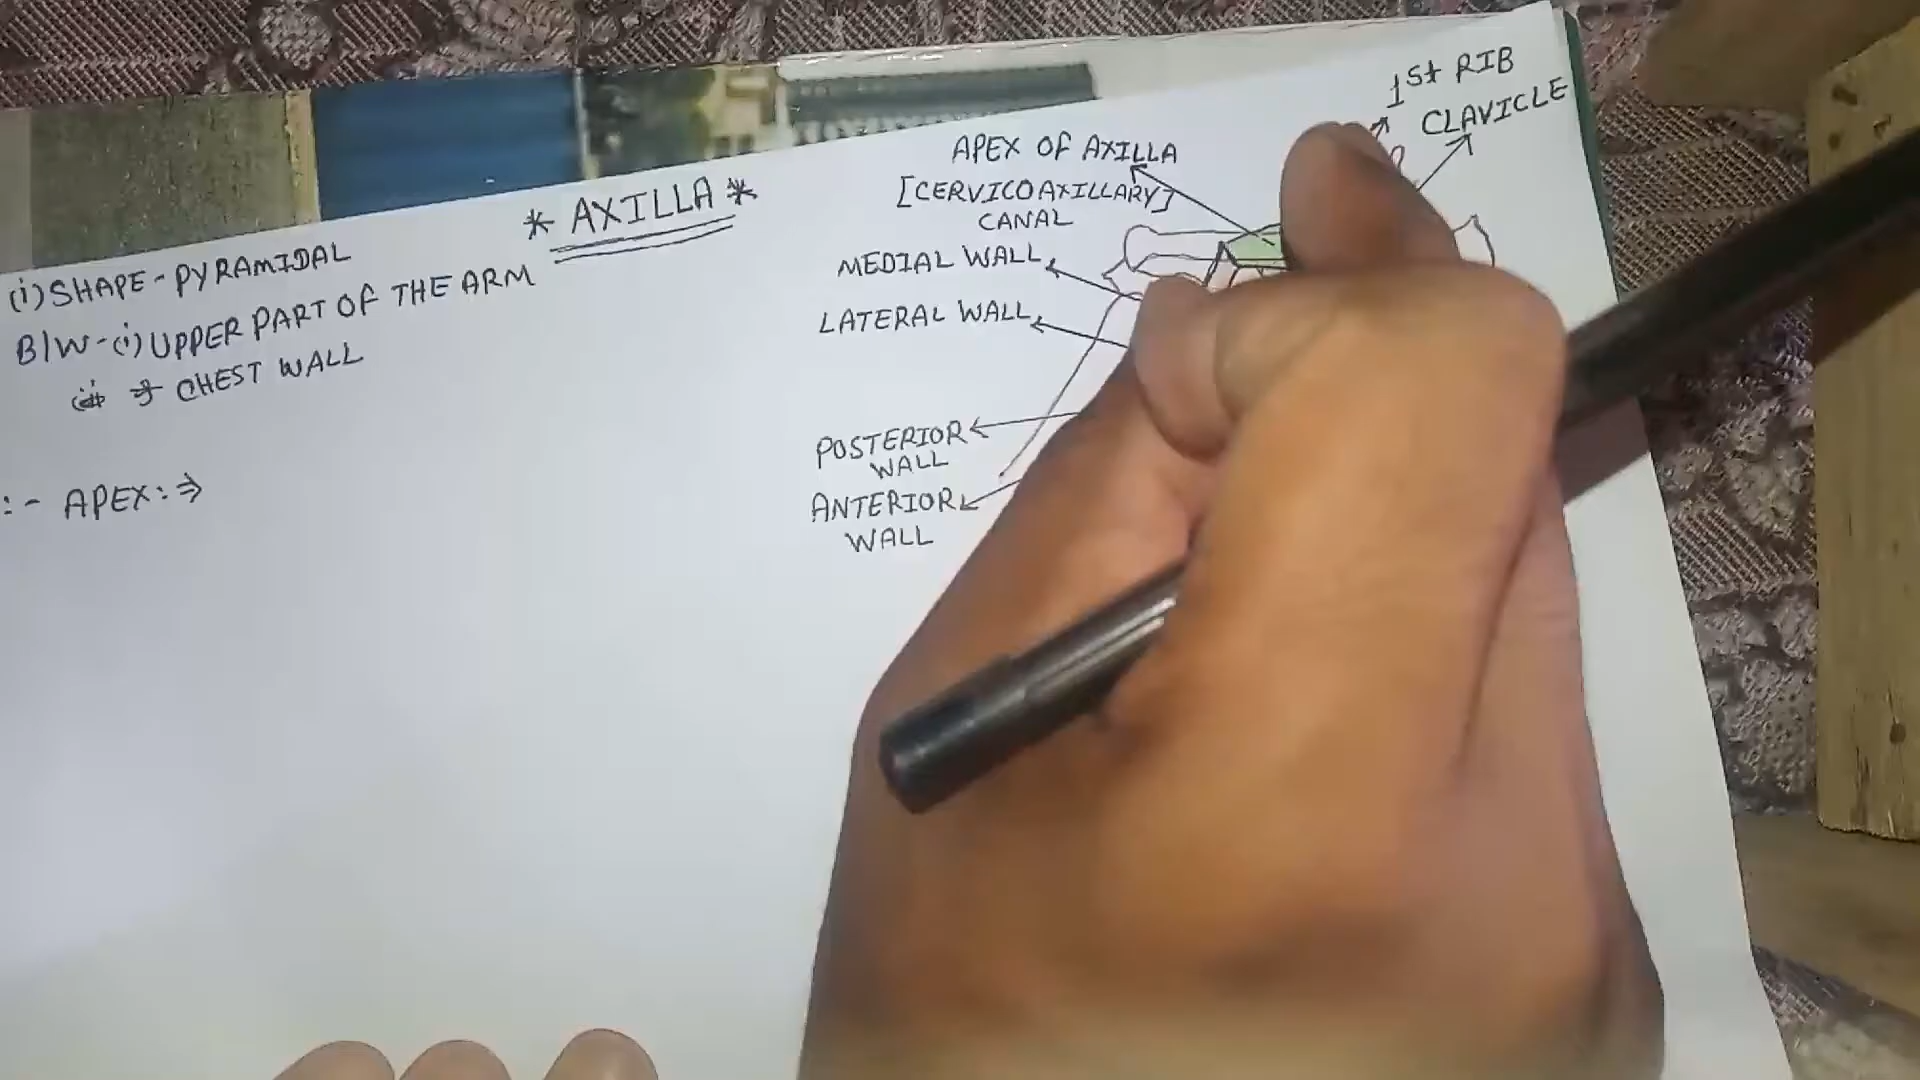 * AXILLA *
(i) SHAPE - PYRAMIDAL
B/W - (i) UPPER PART OF THE ARM
CHEST WALL
:- APEX :⇒
1st RIB
CLAVICLE
APEX OF AXILLA
[CERVICOAXILLARY]
CANAL
MEDIAL WALL
LATERAL WALL
POSTERIOR
WALL
ANTERIOR
WALL